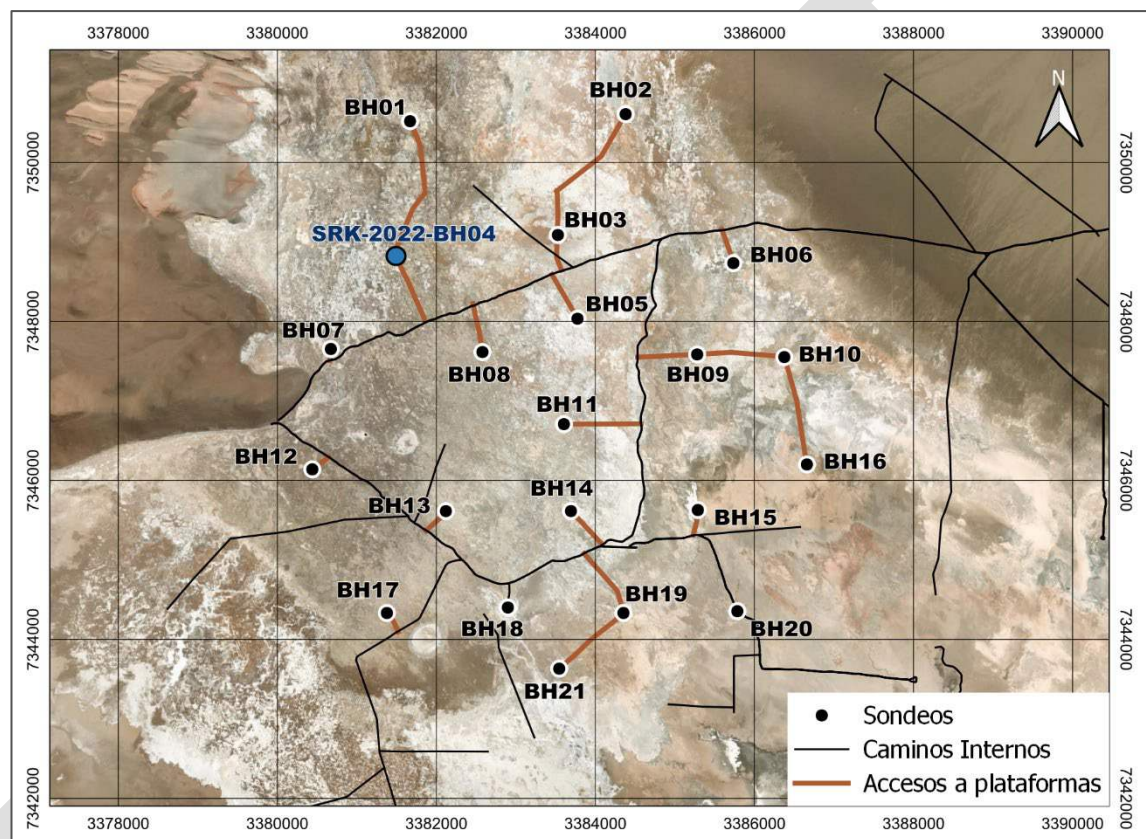 3378000 3380000 3382000 3384000 3386000 3388000 3390000
N
BH01
BH02
7350000
7350000
BH03
SRK-2022-BH04
BH06
BH05
7348000
7348000
BH07
BH08
BH09
BH10
BH11
BH12
BH16
7346000
7346000
BH14
BH13
BH15
BH17
BH19
BH18
BH20
7344000
7344000
BH21
Sondeos
Caminos Internos
Accesos a plataformas
7342000
7342000
3378000 3380000 3382000 3384000 3386000 3388000 3390000